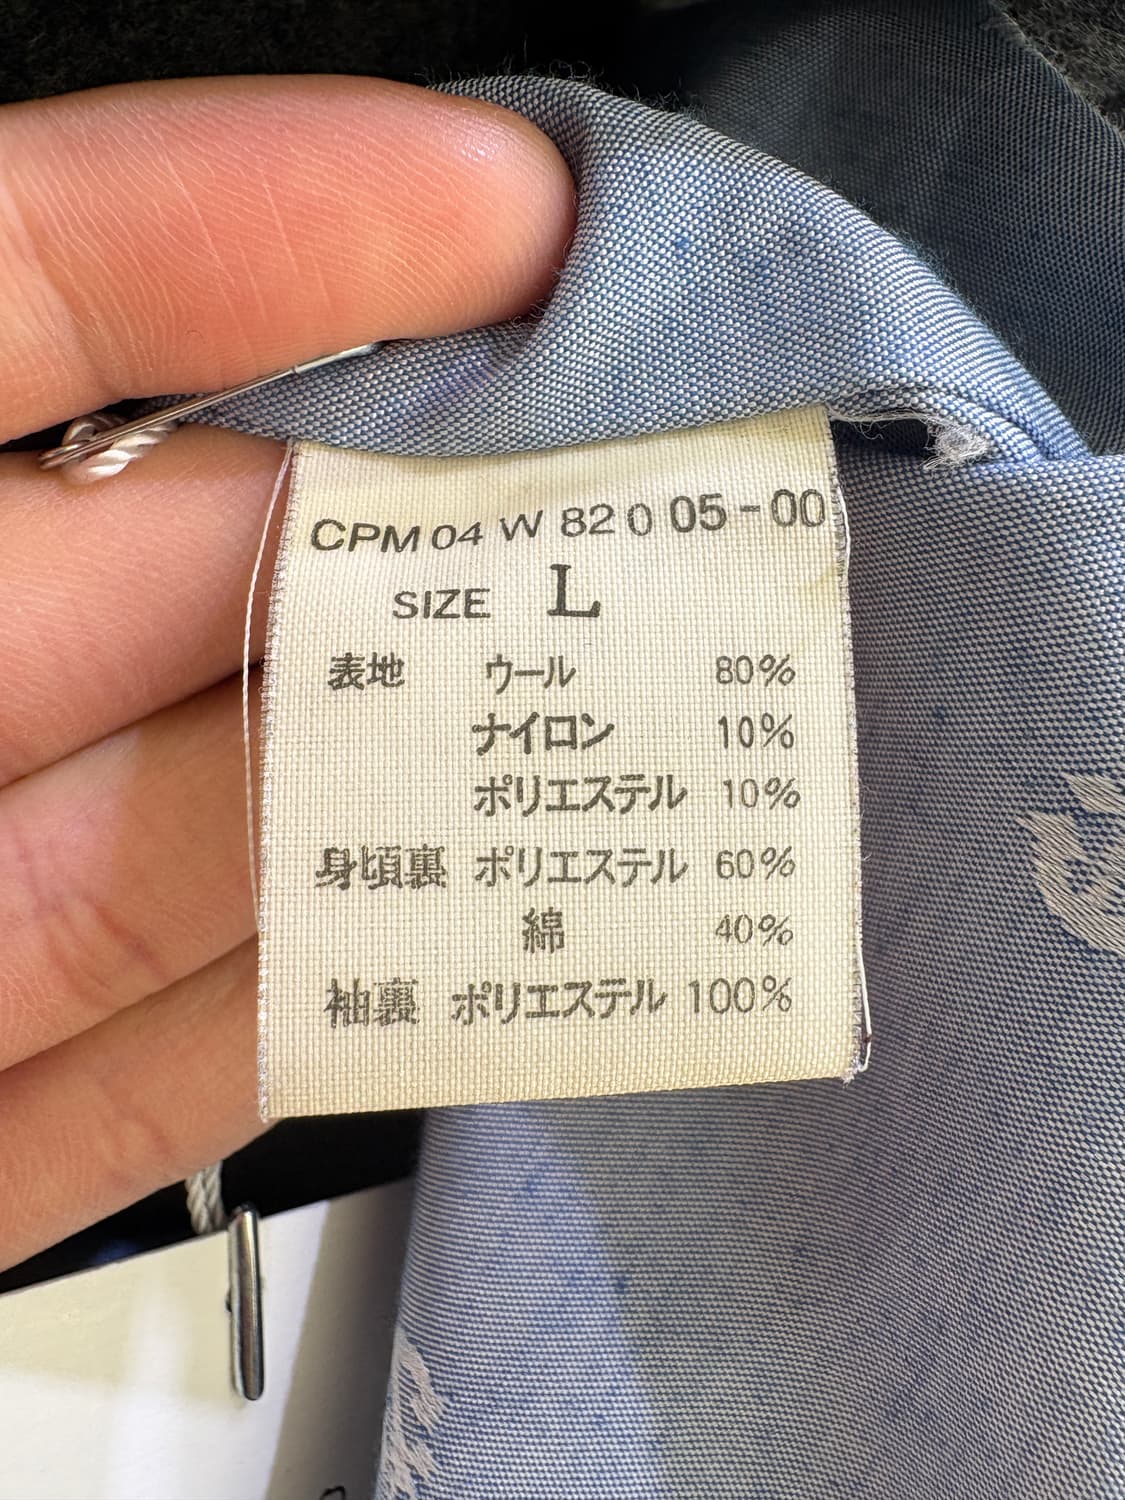 CPM 04 W 820 05-00
SIZE L
表地 ウール 80%
ナイロン 10%
ポリエステル 10%
身頃裏 ポリエステル 60%
綿 40%
袖裏 ポリエステル 100%